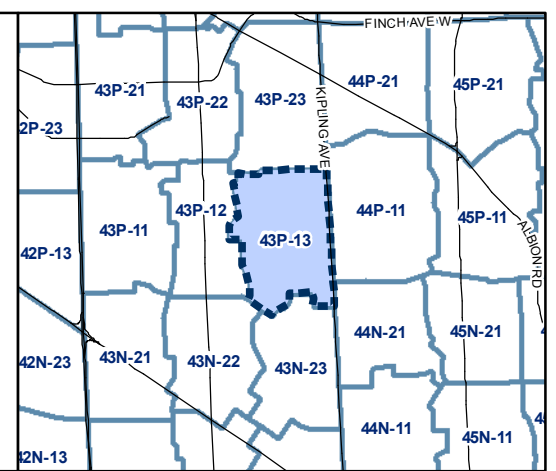 FINCH AVE W
43P-21
43P-22
43P-23
44P-21
45P-21
2P-23
KIPLING AVE
43P-11
43P-12
43P-13
44P-11
45P-11
42P-13
ALBION RD
42N-23
43N-21
43N-22
43N-23
44N-21
45N-21
44N-11
45N-11
42N-13